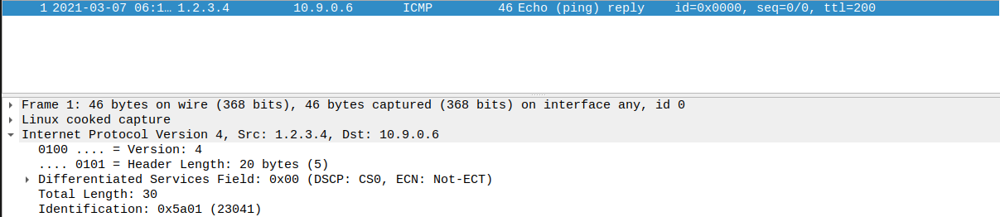 1 2021-03-07 06:1… 1.2.3.4 10.9.0.6 ICMP 46 Echo (ping) reply id=0x0000, seq=0/0, ttl=200
Frame 1: 46 bytes on wire (368 bits), 46 bytes captured (368 bits) on interface any, id 0
Linux cooked capture
Internet Protocol Version 4, Src: 1.2.3.4, Dst: 10.9.0.6
0100 .... = Version: 4
.... 0101 = Header Length: 20 bytes (5)
Differentiated Services Field: 0x00 (DSCP: CS0, ECN: Not-ECT)
Total Length: 30
Identification: 0x5a01 (23041)